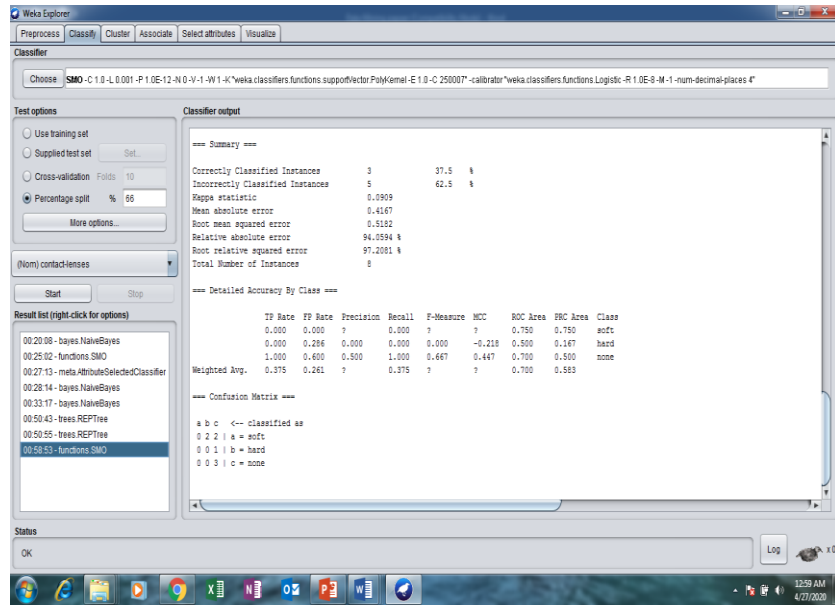 Weka Explorer
Preprocess Classify Cluster Associate Select attributes Visualize
Classifier
Choose SMO -C 1.0 -L 0.001 -P 1.0E-12 -N 0 -V -1 -W 1 -K "weka.classifiers.functions.supportVector.PolyKernel -E 1.0 -C 250007" -calibrator "weka.classifiers.functions.Logistic -R 1.0E-8 -M -1 -num-decimal-places 4"
Test options
Use training set
Supplied test set Set...
Cross-validation Folds 10
Percentage split % 66
More options...
(Nom) contact-lenses
Start Stop
Result list (right-click for options)
00:20:08 - bayes.NaiveBayes
00:25:02 - functions.SMO
00:27:13 - meta.AttributeSelectedClassifier
00:28:14 - bayes.NaiveBayes
00:33:17 - bayes.NaiveBayes
00:50:43 - trees.REPTree
00:50:55 - trees.REPTree
00:58:53 - functions.SMO
Classifier output
=== Summary ===
Correctly Classified Instances 3 37.5 %
Incorrectly Classified Instances 5 62.5 %
Kappa statistic 0.0909
Mean absolute error 0.4167
Root mean squared error 0.5182
Relative absolute error 94.0594 %
Root relative squared error 97.2081 %
Total Number of Instances 8
=== Detailed Accuracy By Class ===
TP Rate FP Rate Precision Recall F-Measure MCC ROC Area PRC Area Class
0.000 0.000 ? 0.000 ? ? 0.750 0.750 soft
0.000 0.286 0.000 0.000 0.000 -0.218 0.500 0.167 hard
1.000 0.600 0.500 1.000 0.667 0.447 0.700 0.500 none
Weighted Avg. 0.375 0.261 ? 0.375 ? ? 0.700 0.583
=== Confusion Matrix ===
a b c <-- classified as
0 2 2 | a = soft
0 0 1 | b = hard
0 0 3 | c = none
Status
OK
Log
x 0
12:59 AM
4/27/2020